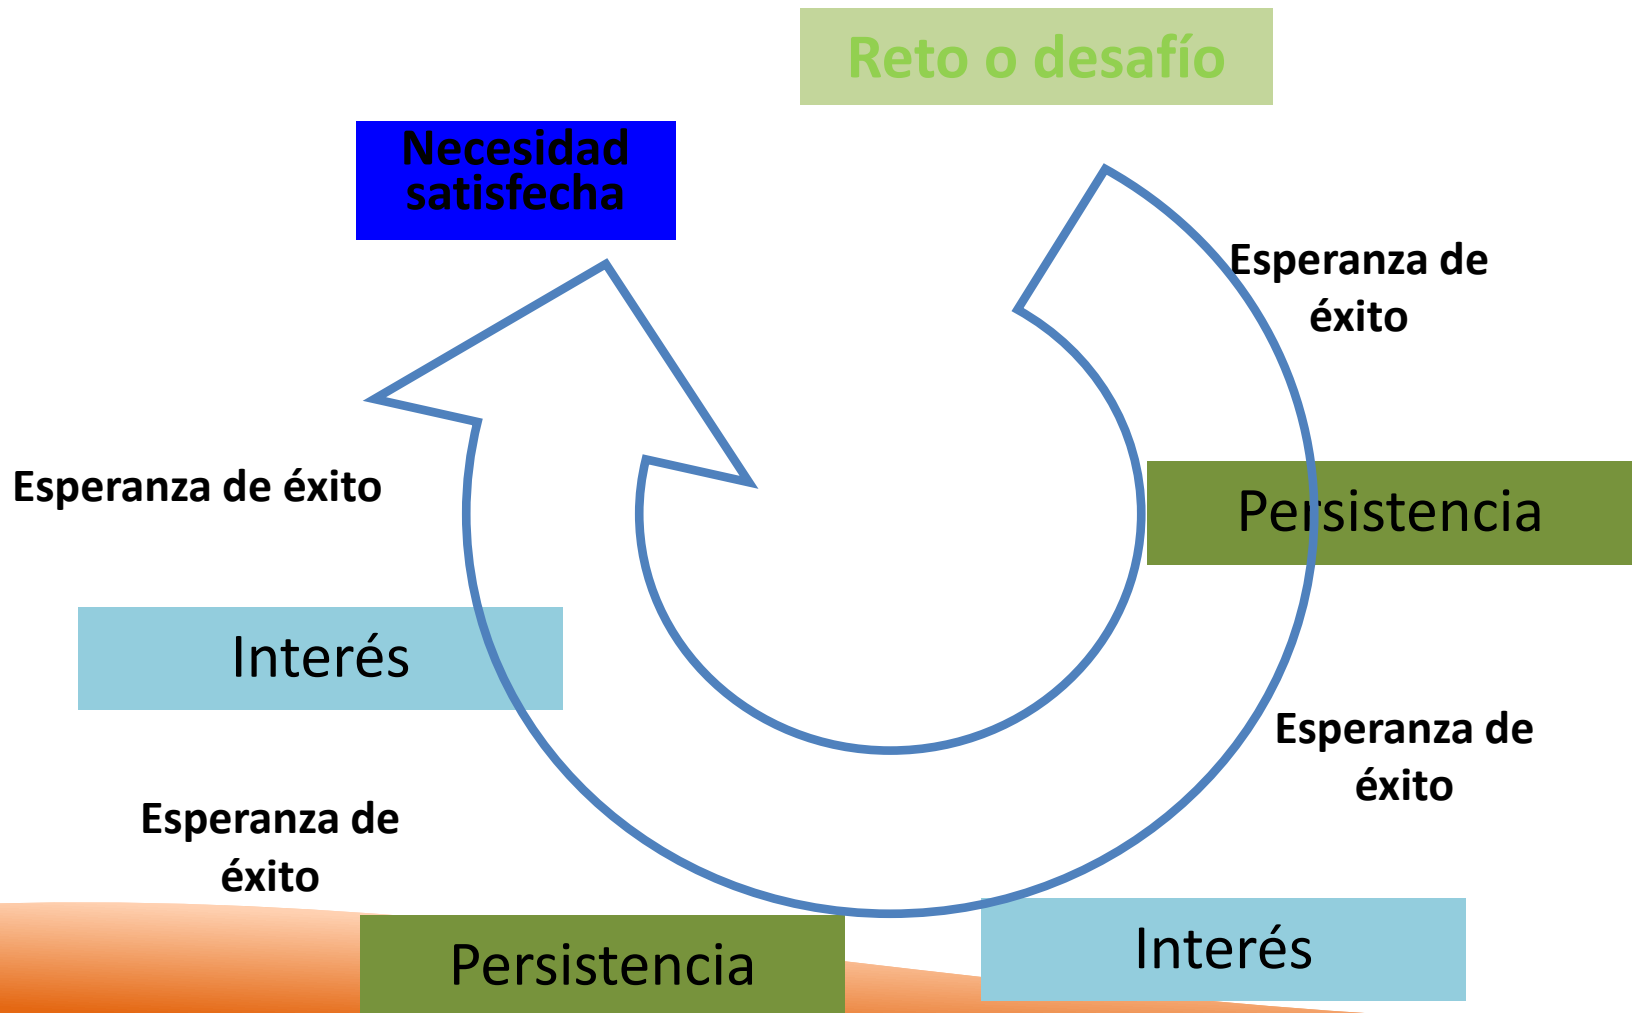 Reto o desafío
Necesidad
satisfecha
Esperanza de
éxito
Esperanza de éxito
Persistencia
Interés
Esperanza de
éxito
Esperanza de
éxito
Persistencia
Interés